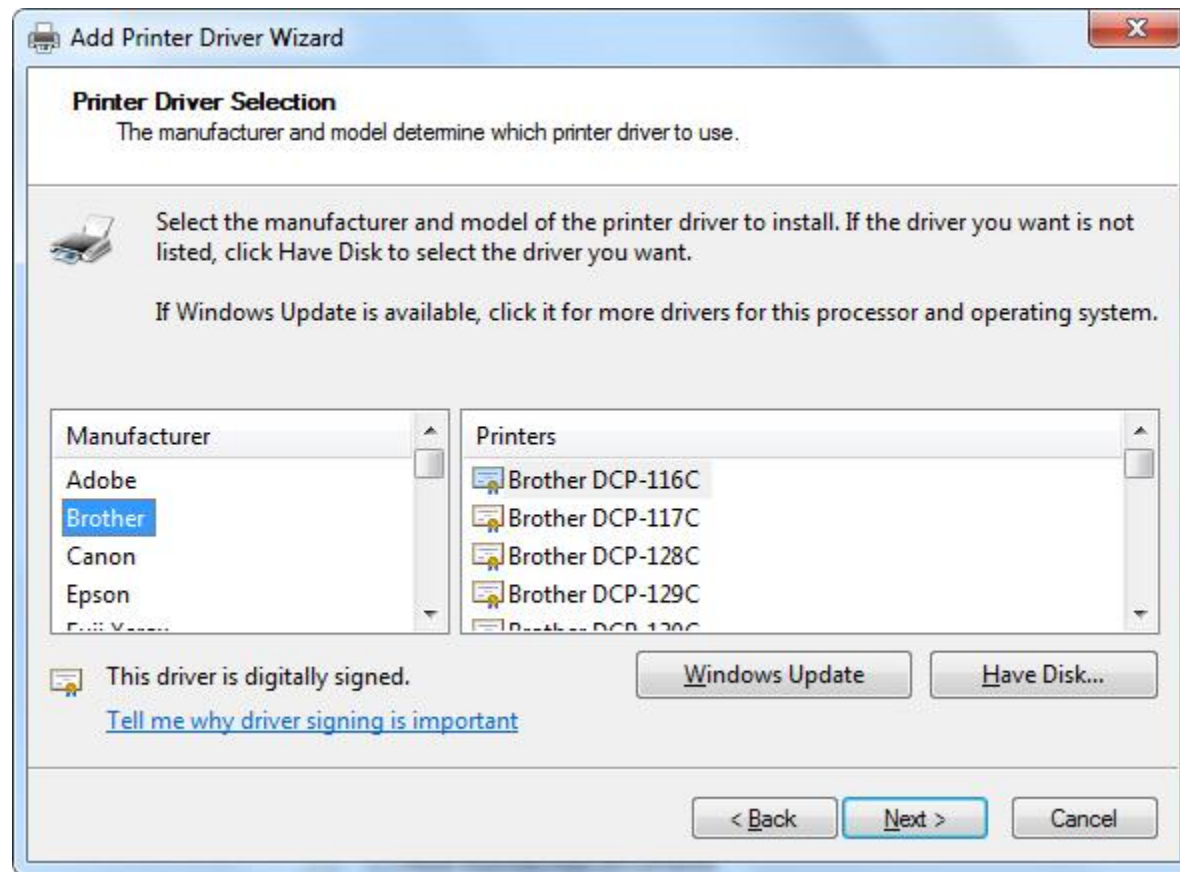 Add Printer Driver Wizard
Printer Driver Selection
The manufacturer and model determine which printer driver to use.
Select the manufacturer and model of the printer driver to install. If the driver you want is not
listed, click Have Disk to select the driver you want.
If Windows Update is available, click it for more drivers for this processor and operating system.
Manufacturer
Adobe
Brother
Canon
Epson
Printers
Brother DCP-116C
Brother DCP-117C
Brother DCP-128C
Brother DCP-129C
This driver is digitally signed.
Tell me why driver signing is important
Windows Update
Have Disk...
< Back
Next >
Cancel